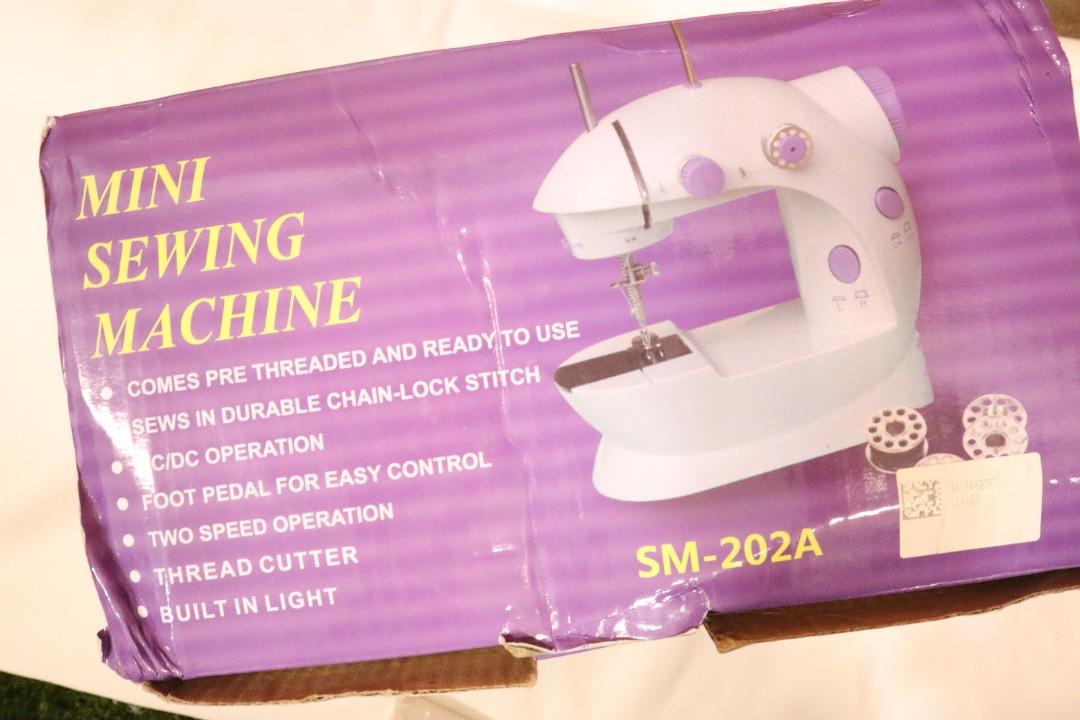 MINI
SEWING
MACHINE
• COMES PRE THREADED AND READY TO USE
SEWS IN DURABLE CHAIN-LOCK STITCH
• C/DC OPERATION
• FOOT PEDAL FOR EASY CONTROL
• TWO SPEED OPERATION
• THREAD CUTTER
• BUILT IN LIGHT
L H
SM-202A